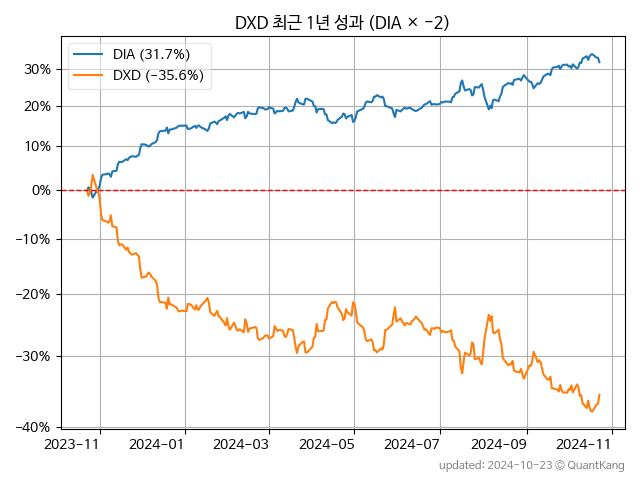 DXD 최근 1년 성과 (DIA × −2)
DIA (31.7%)
DXD (−35.6%)
30%
20%
10%
0%
−10%
−20%
−30%
−40%
2023−11 2024−01 2024−03 2024−05 2024−07 2024−09 2024−11
updated: 2024-10-23 ⓒ QuantKang